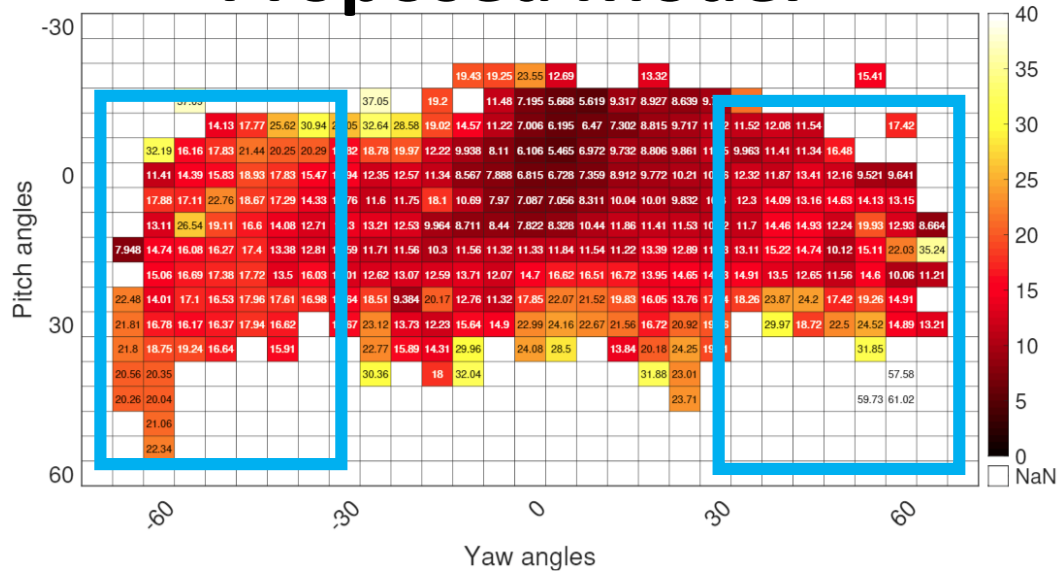 Proposed Model
-30
0
30
60
Pitch angles
19.43 19.25 23.55 12.69 13.32 15.41
37.05 19.2 11.48 7.195 5.668 5.619 9.317 8.927 8.639
14.13 17.77 25.62 30.94 32.64 28.58 19.02 14.57 11.22 7.006 6.195 6.47 7.302 8.815 9.717 11.52 12.08 11.54 17.42
32.19 16.16 17.83 21.44 20.25 20.29 18.78 19.97 12.22 9.938 8.11 6.106 5.465 6.972 9.732 8.806 9.861 9.963 11.41 11.34 16.48
11.41 14.39 15.83 18.93 17.83 15.47 12.35 12.57 11.34 8.567 7.888 6.815 6.728 7.359 8.912 9.772 10.21 12.32 11.87 13.41 12.16 9.521 9.641
17.88 17.11 22.76 18.67 17.29 14.33 11.6 11.75 18.1 10.69 7.97 7.087 7.056 8.311 10.04 10.01 9.832 12.3 14.09 13.16 14.63 14.13 13.15
13.11 26.54 19.11 16.6 14.08 12.71 13.21 12.53 9.964 8.711 8.44 7.822 8.328 10.44 11.86 11.41 11.53 11.7 14.46 14.93 12.24 19.93 12.93 8.664
7.948 14.74 16.08 16.27 17.4 13.38 12.81 11.71 11.56 10.3 11.56 11.32 11.33 11.84 11.54 11.22 13.39 12.89 13.11 15.22 14.74 10.12 15.11 22.03 35.24
15.06 16.69 17.38 17.72 13.5 16.03 12.62 13.07 12.59 13.71 12.07 14.7 16.62 16.51 16.72 13.95 14.65 14.91 13.5 12.65 11.56 14.6 10.06 11.21
22.48 14.01 17.1 16.53 17.96 17.61 16.98 18.51 9.384 20.17 12.76 11.32 17.85 22.07 21.52 19.83 16.05 13.76 18.26 23.87 24.2 17.42 19.26 14.91
21.81 16.78 16.17 16.37 17.94 16.62 23.12 13.73 12.23 15.64 14.9 22.99 24.16 22.67 21.56 16.72 20.92 29.97 18.72 22.5 24.52 14.89 13.21
21.8 18.75 19.24 16.64 15.91 22.77 15.89 14.31 29.96 24.08 28.5 13.84 20.18 24.25 31.85
20.56 20.35 30.36 18 32.04 31.88 23.01 57.58
20.26 20.04 23.71 59.73 61.02
21.06
22.34
-60 -30 0 30 60
Yaw angles
40
35
30
25
20
15
10
5
0
NaN